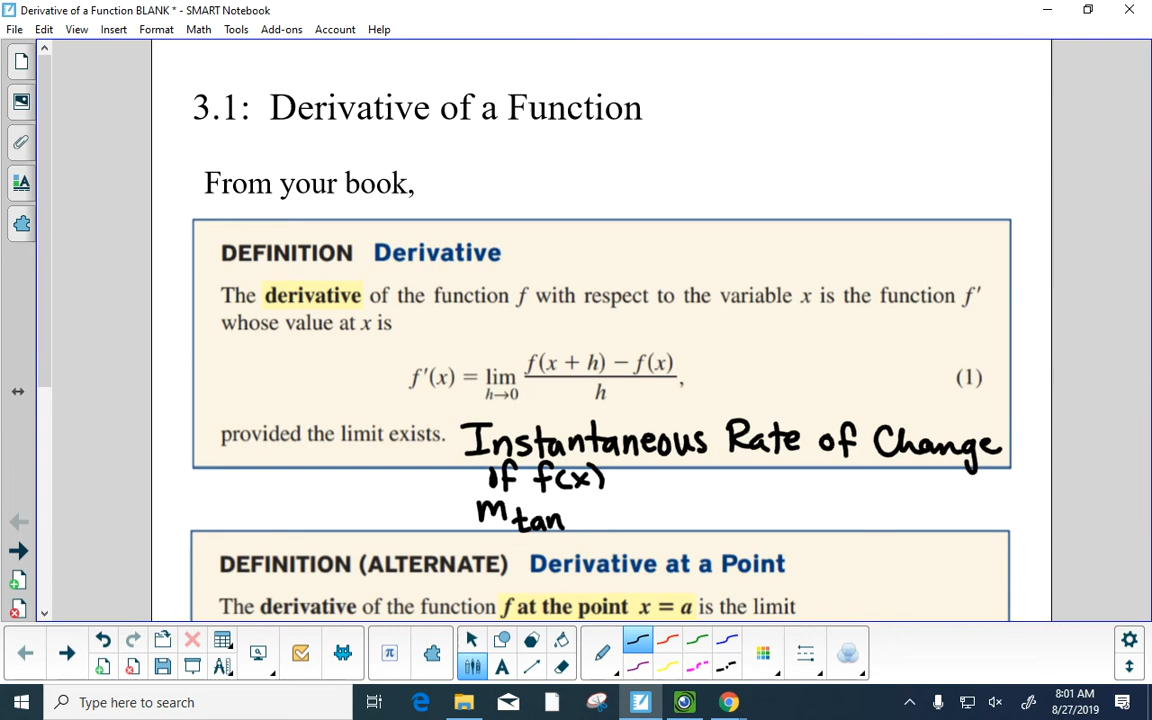 Derivative of a Function BLANK * - SMART Notebook
File Edit View Insert Format Math Tools Add-ons Account Help
3.1: Derivative of a Function
From your book,
DEFINITION Derivative
The derivative of the function f with respect to the variable x is the function f′
whose value at x is
f′(x) = lim h→0 f(x + h) − f(x) / h, (1)
provided the limit exists. Instantaneous Rate of Change
of f(x)
m tan
DEFINITION (ALTERNATE) Derivative at a Point
The derivative of the function f at the point x = a is the limit
Type here to search
8:01 AM
8/27/2019